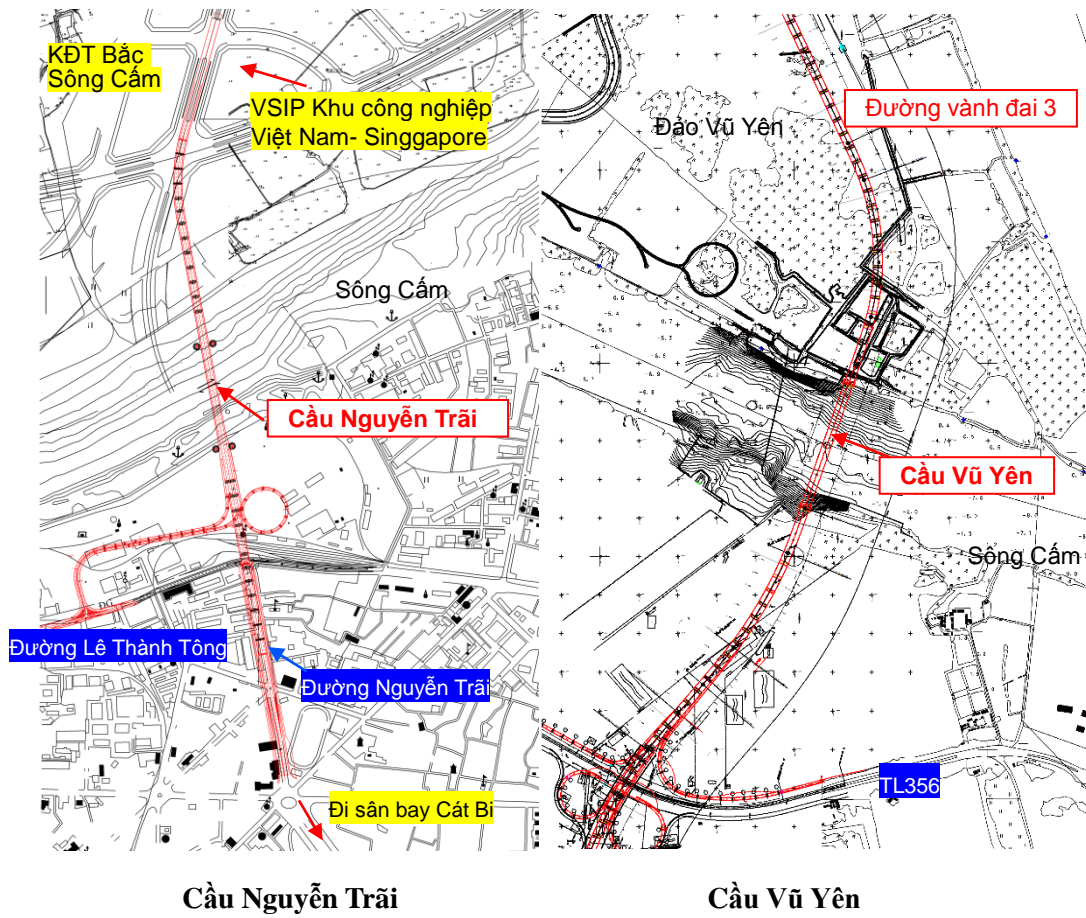 KĐT Bắc
Sông Cấm
VSIP Khu công nghiệp
Việt Nam- Singgapore
Sông Cấm
Cầu Nguyễn Trãi
Đường Lê Thành Tông
Đường Nguyễn Trãi
Đi sân bay Cát Bi
Đường vành đai 3
Đảo Vũ Yên
Cầu Vũ Yên
Sông Cấm
TL356
Cầu Nguyễn Trãi
Cầu Vũ Yên